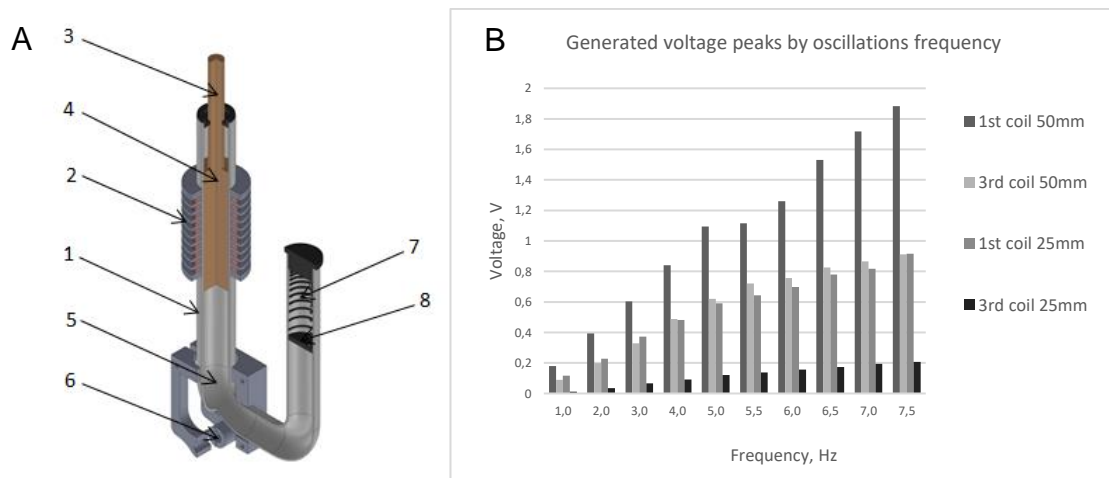 A
3
4
2
1
5
6
7
8
B
Generated voltage peaks by oscillations frequency
2
1,8
1,6
1,4
1,2
1
0,8
0,6
0,4
0,2
0
Voltage, V
1,0 2,0 3,0 4,0 5,0 5,5 6,0 6,5 7,0 7,5
Frequency, Hz
1st coil 50mm
3rd coil 50mm
1st coil 25mm
3rd coil 25mm